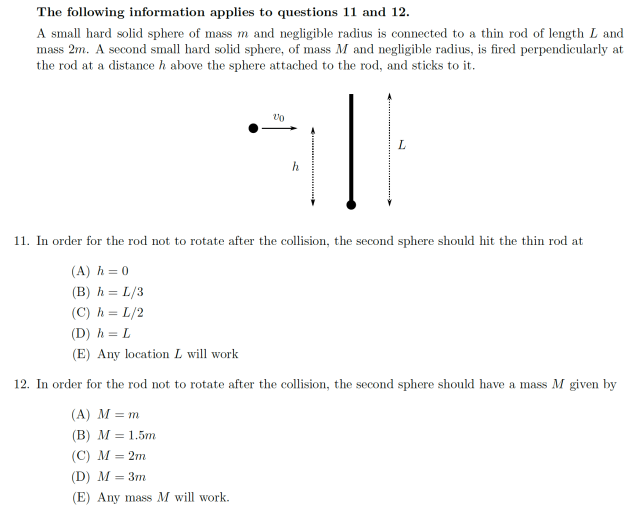 The following information applies to questions 11 and 12.
A small hard solid sphere of mass m and negligible radius is connected to a thin rod of length L and
mass 2m. A second small hard solid sphere, of mass M and negligible radius, is fired perpendicularly at
the rod at a distance h above the sphere attached to the rod, and sticks to it.
v0
h
L
11. In order for the rod not to rotate after the collision, the second sphere should hit the thin rod at
(A) h = 0
(B) h = L/3
(C) h = L/2
(D) h = L
(E) Any location L will work
12. In order for the rod not to rotate after the collision, the second sphere should have a mass M given by
(A) M = m
(B) M = 1.5m
(C) M = 2m
(D) M = 3m
(E) Any mass M will work.